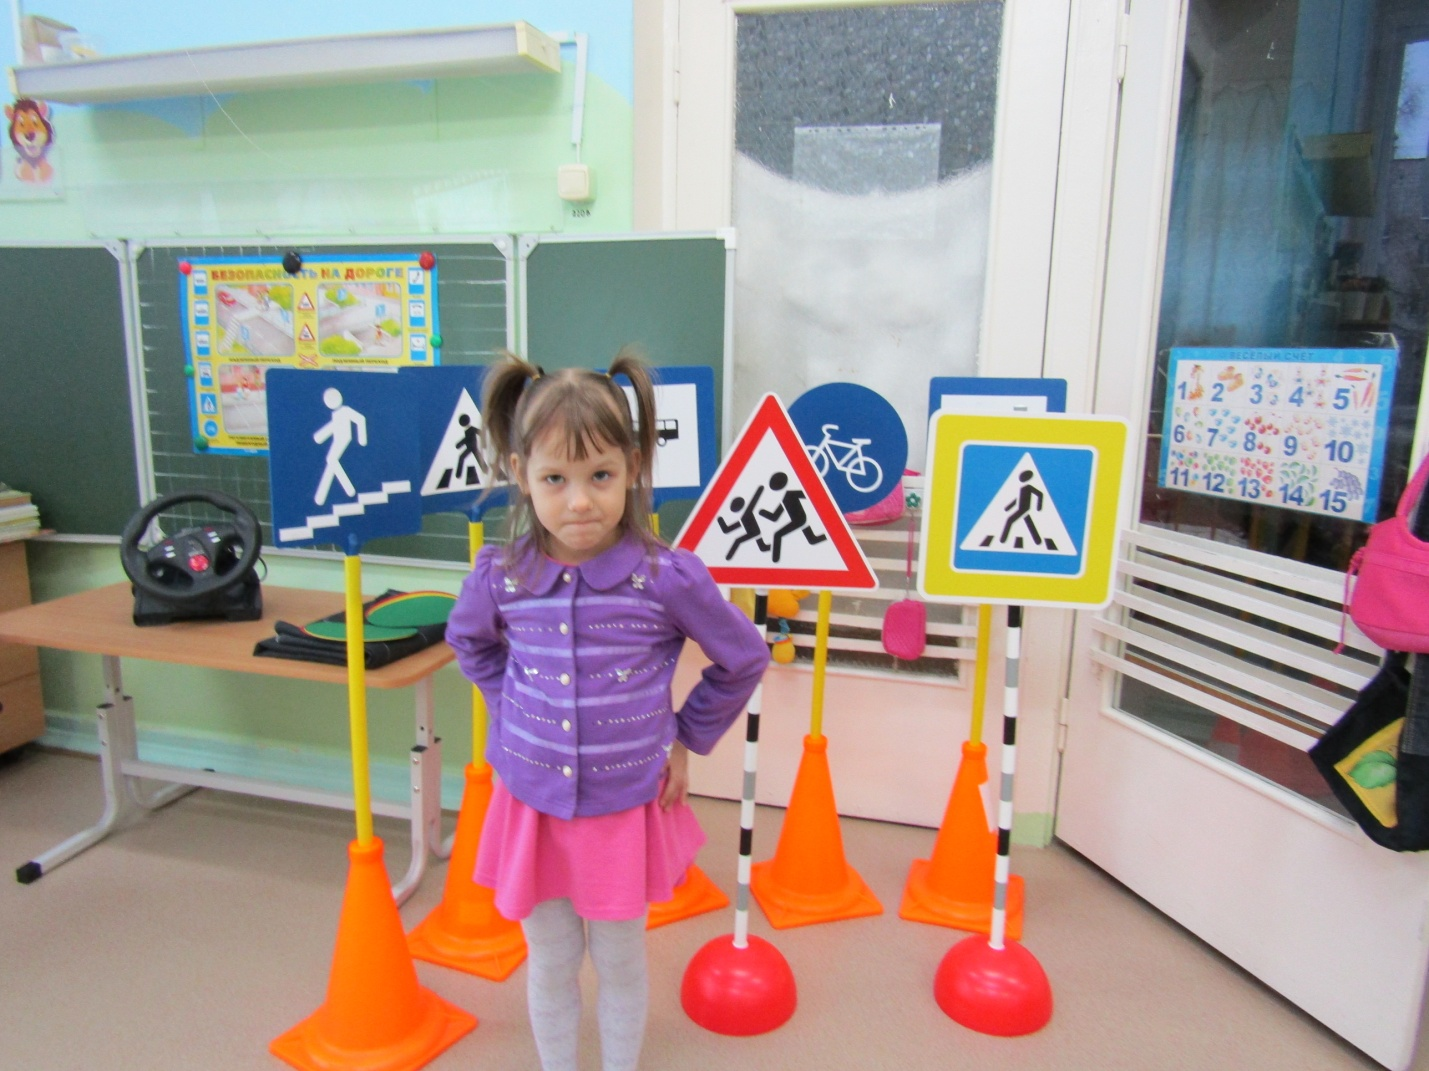 220В
БЕЗОПАСНОСТЬ НА ДОРОГЕ
ВЕСЕЛЫЙ СЧЕТ
1 2 3 4 5
6 7 8 9 10
11 12 13 14 15